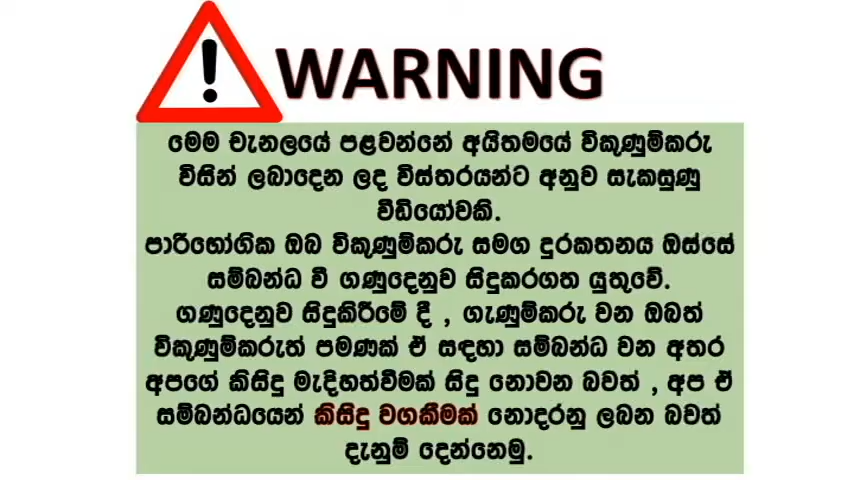 WARNING
මෙම චැනලයේ පළවන්නේ අයිතමයේ විකුණුම්කරු
විසින් ලබාදෙන ලද විස්තරයන්ට අනුව සැකසුණු
වීඩියෝවකි.
පාරිභෝගික ඔබ විකුණුම්කරු සමග දුරකතනය ඔස්සේ
සම්බන්ධ වී ගණුදෙනුව සිදුකරගත යුතුවේ.
ගණුදෙනුව සිදුකිරීමේ දී , ගැණුම්කරු වන ඔබත්
විකුණුම්කරුත් පමණක් ඒ සඳහා සම්බන්ධ වන අතර
අපගේ කිසිදු මැදිහත්වීමක් සිදු නොවන බවත් , අප ඒ
සම්බන්ධයෙන් කිසිදු වගකීමක් නොදරනු ලබන බවත්
දැනුම් දෙන්නෙමු.